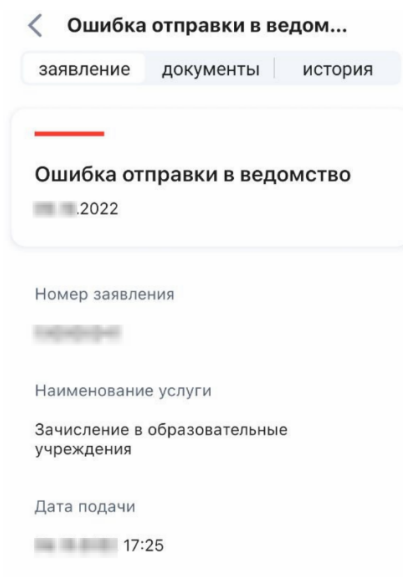 Ошибка отправки в ведом...
заявление документы история
Ошибка отправки в ведомство
.2022
Номер заявления
Наименование услуги
Зачисление в образовательные
учреждения
Дата подачи
17:25